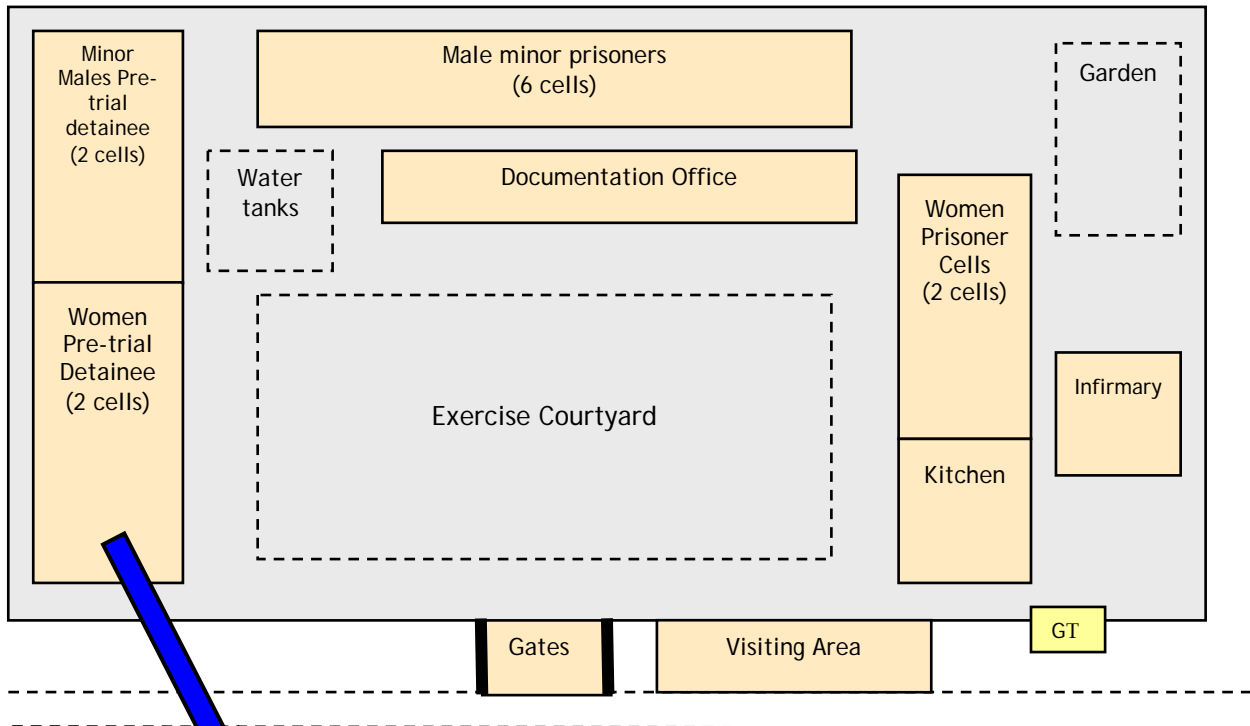 Minor
Males Pre-
trial
detainee
(2 cells)
Male minor prisoners
(6 cells)
Garden
Water
tanks
Documentation Office
Women
Prisoner
Cells
(2 cells)
Women
Pre-trial
Detainee
(2 cells)
Exercise Courtyard
Infirmary
Kitchen
Gates
Visiting Area
GT